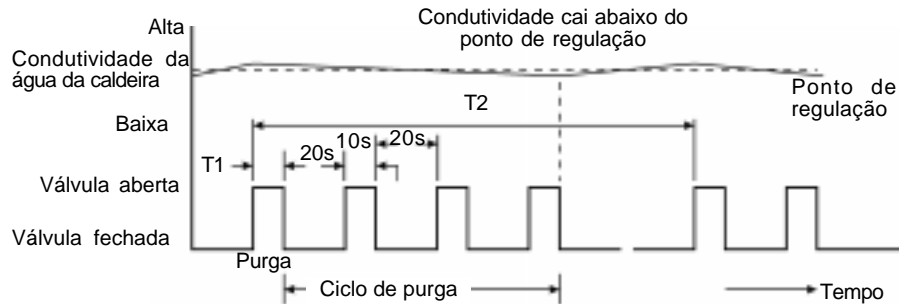 Alta
Condutividade cai abaixo do
ponto de regulação
Condutividade da
água da caldeira
Ponto de
regulação
T2
Baixa
T1
20s
10s
20s
Válvula aberta
Válvula fechada
Purga
Ciclo de purga
Tempo